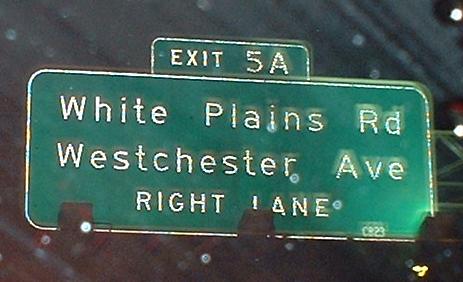 EXIT 5A
White Plains Rd
Westchester Ave
RIGHT LANE